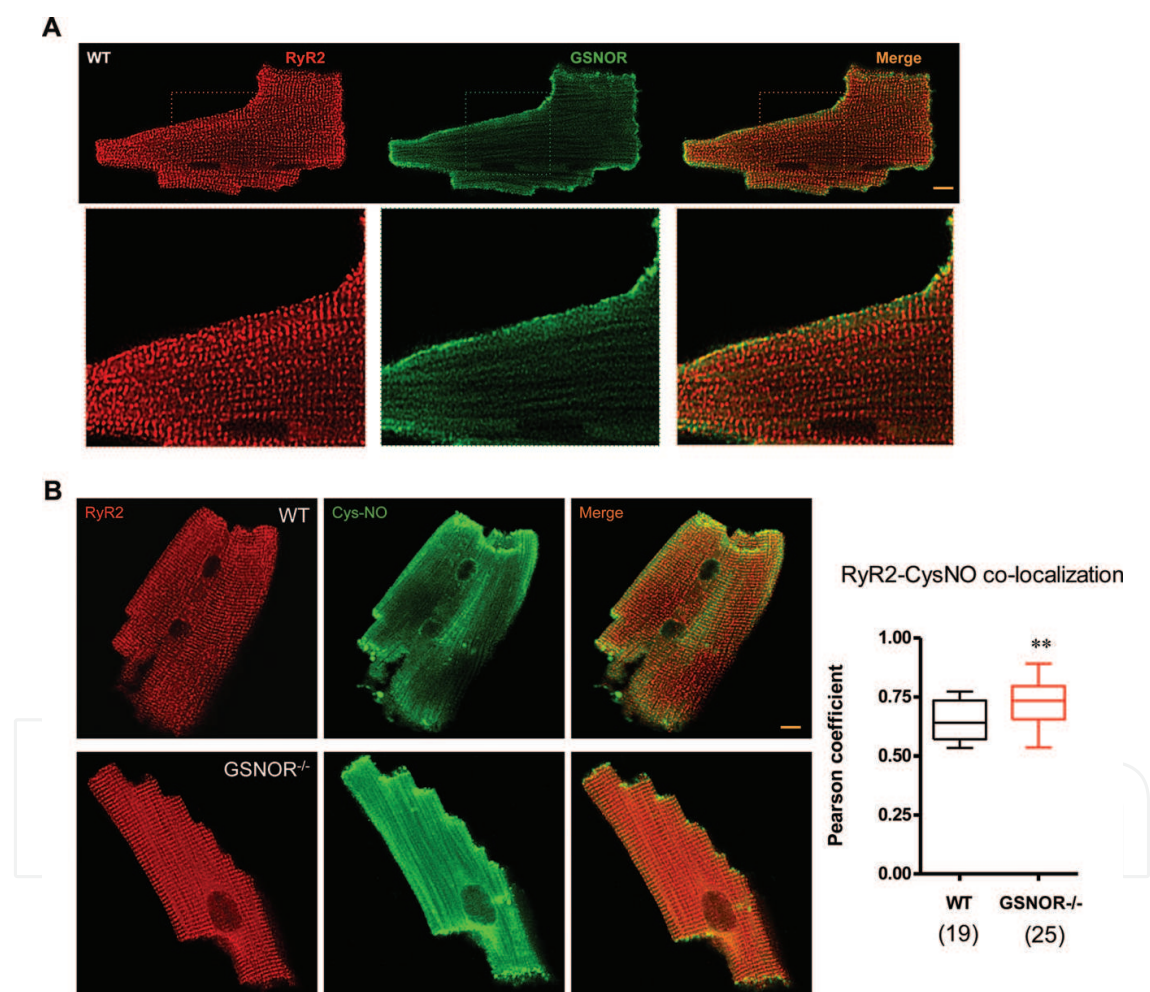 A
WT RyR2 GSNOR Merge
B
RyR2 WT Cys-NO Merge
GSNOR-/-
RyR2-CysNO co-localization
Pearson coefficient
1.00
0.75
0.50
0.25
0.00
**
WT GSNOR-/-
(19) (25)